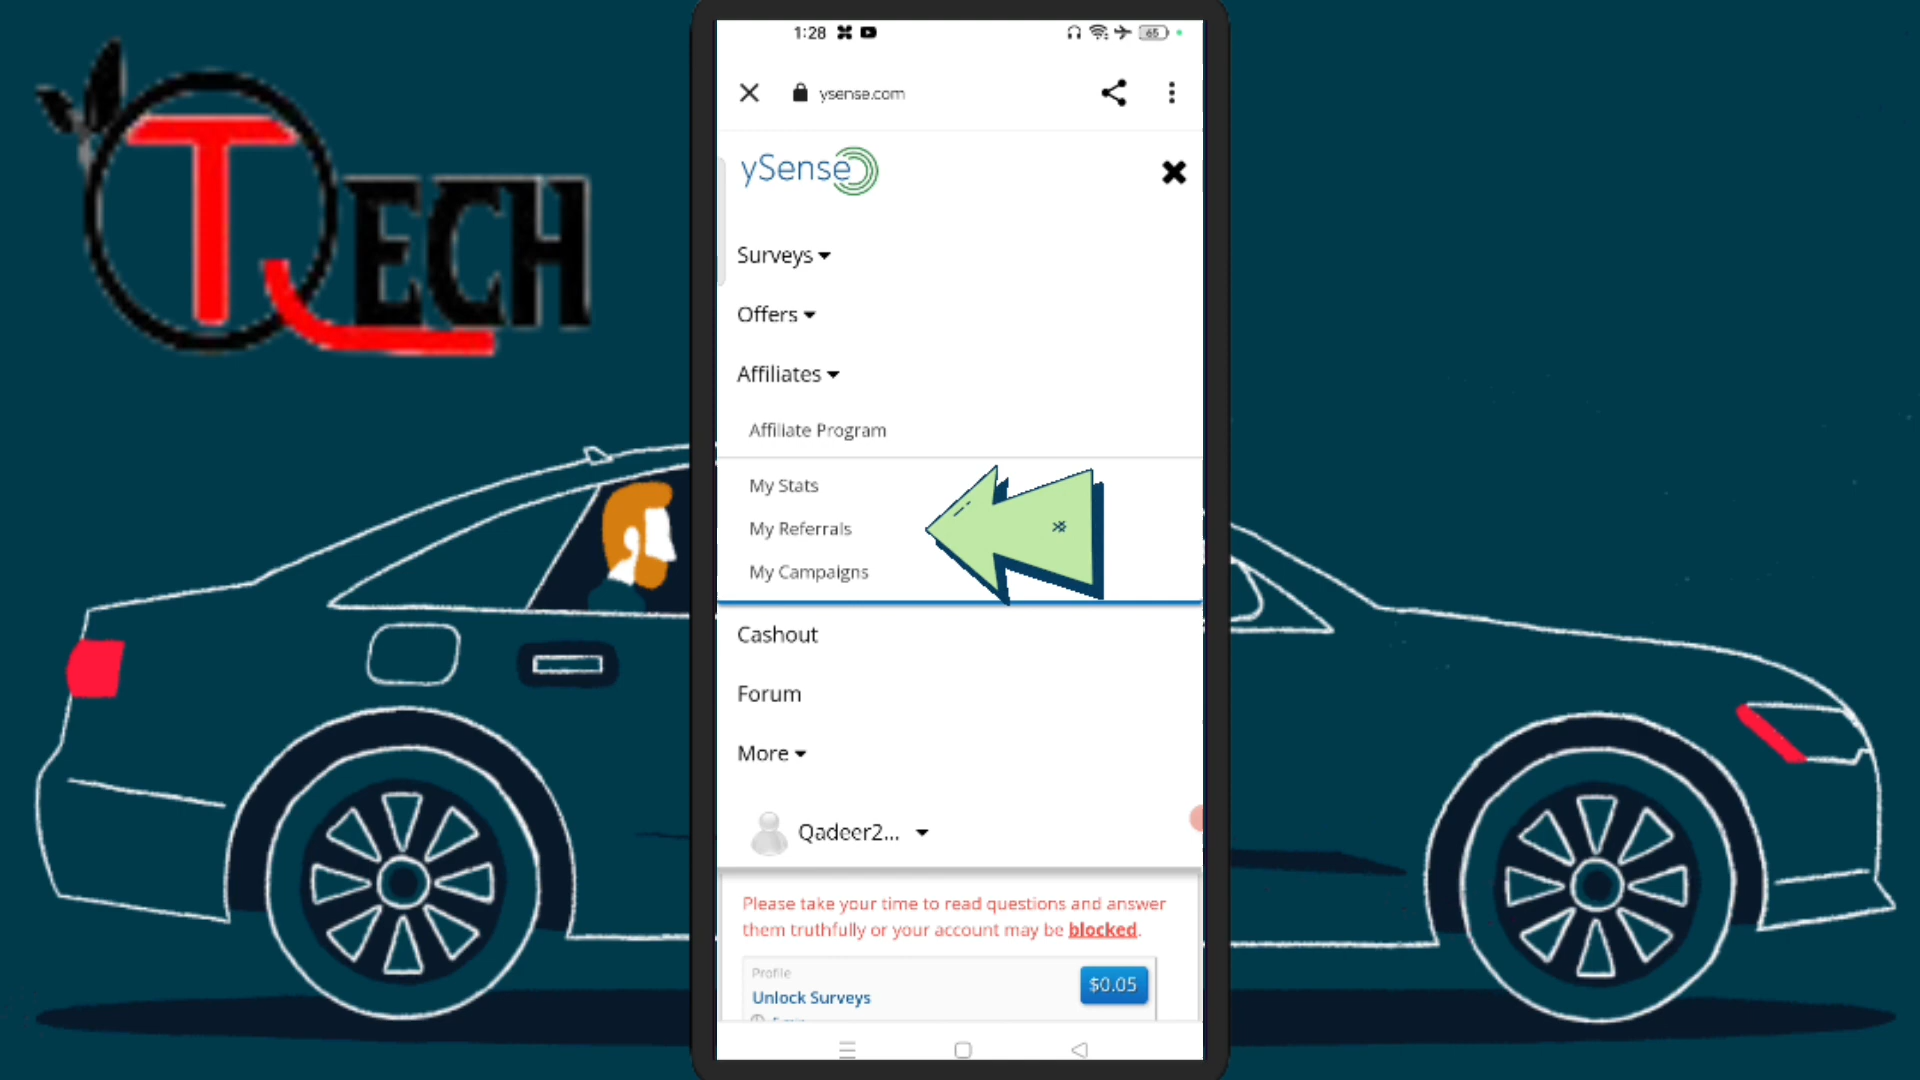 TQECH
1:28
65
ysense.com
ySense
Surveys
Offers
Affiliates
Affiliate Program
My Stats
My Referrals
My Campaigns
Cashout
Forum
More
Qadeer2...
Please take your time to read questions and answer
them truthfully or your account may be blocked.
Profile
Unlock Surveys
$0.05